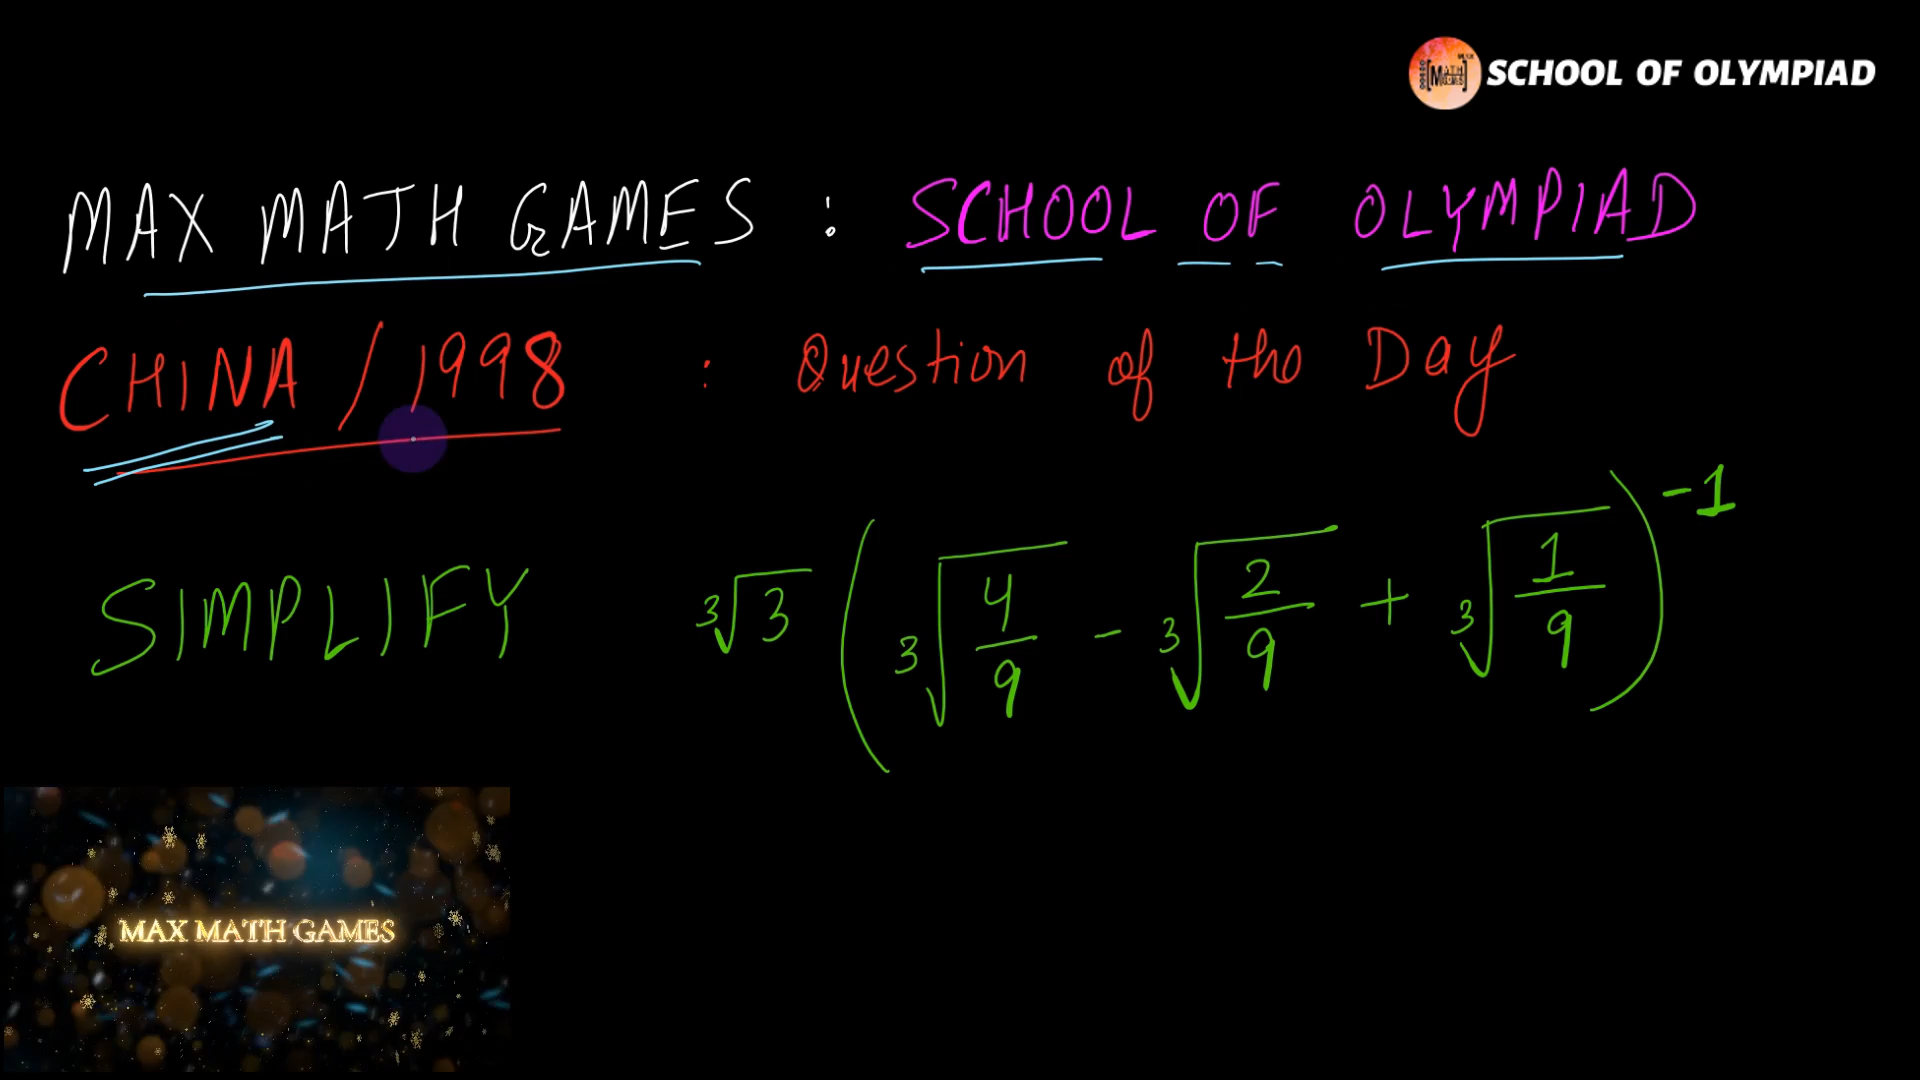 SCHOOL OF OLYMPIAD
MAX MATH GAMES : SCHOOL OF OLYMPIAD
CHINA / 1998 : Question of the Day
SIMPLIFY ∛3 (∛(4/9) - ∛(2/9) + ∛(1/9))^-1
MAX MATH GAMES